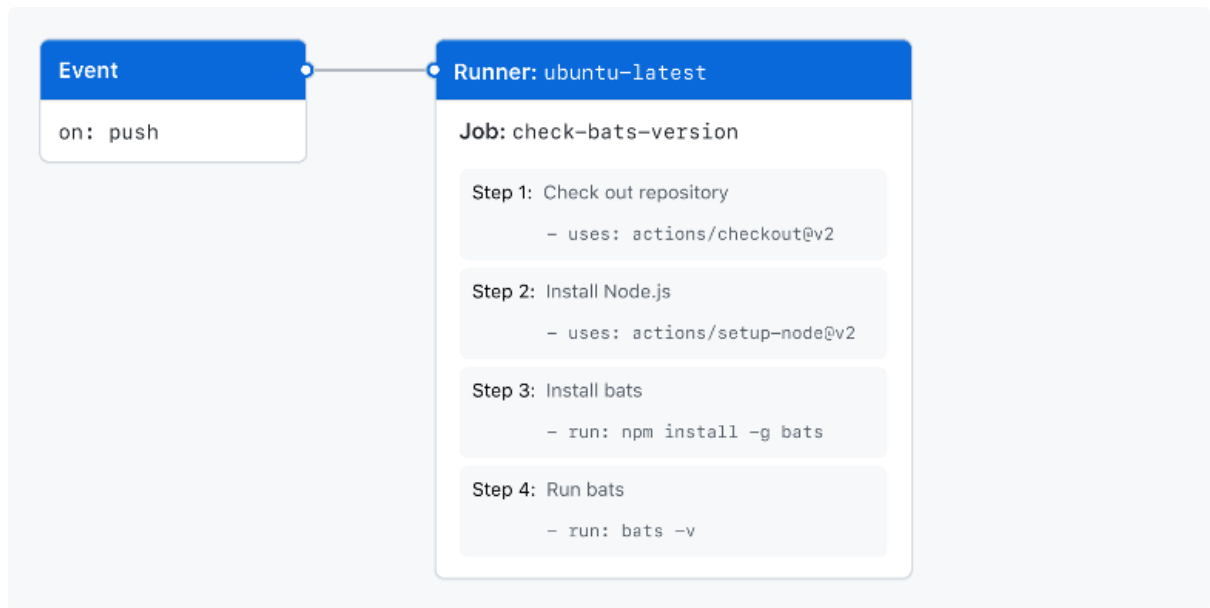 Event
on: push
Runner: ubuntu-latest
Job: check-bats-version
Step 1: Check out repository
- uses: actions/checkout@v2
Step 2: Install Node.js
- uses: actions/setup-node@v2
Step 3: Install bats
- run: npm install -g bats
Step 4: Run bats
- run: bats -v